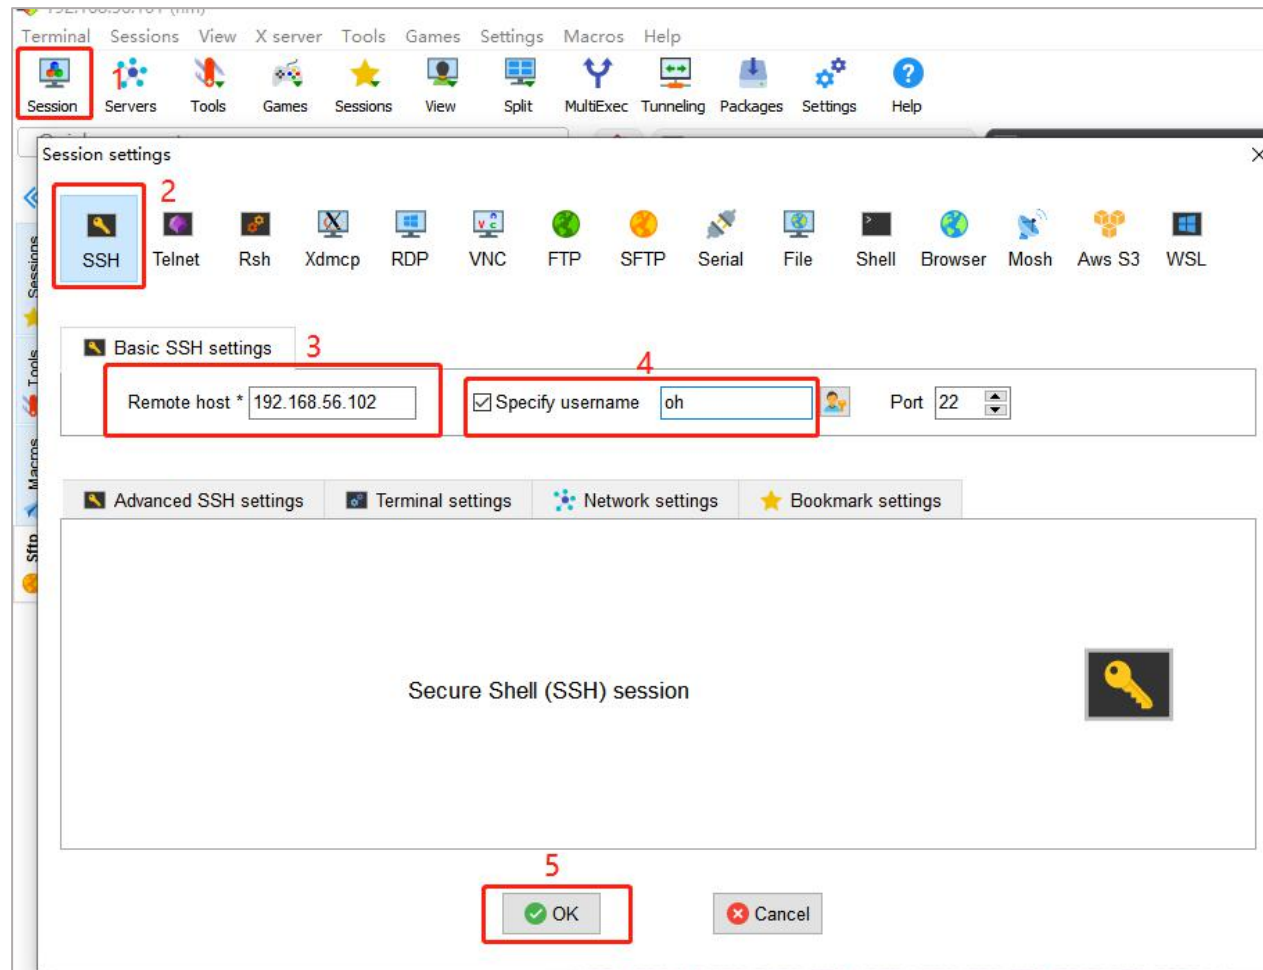 Terminal Sessions View X server Tools Games Settings Macros Help
1
Session Servers Tools Games Sessions View Split MultiExec Tunneling Packages Settings Help
Session settings
2
SSH Telnet Rsh Xdmcp RDP VNC FTP SFTP Serial File Shell Browser Mosh Aws S3 WSL
Sessions
Tools
Macros
Sftp
Basic SSH settings 3
4
Remote host * 192.168.56.102 Specify username oh Port 22
Advanced SSH settings Terminal settings Network settings Bookmark settings
Secure Shell (SSH) session
5
OK Cancel